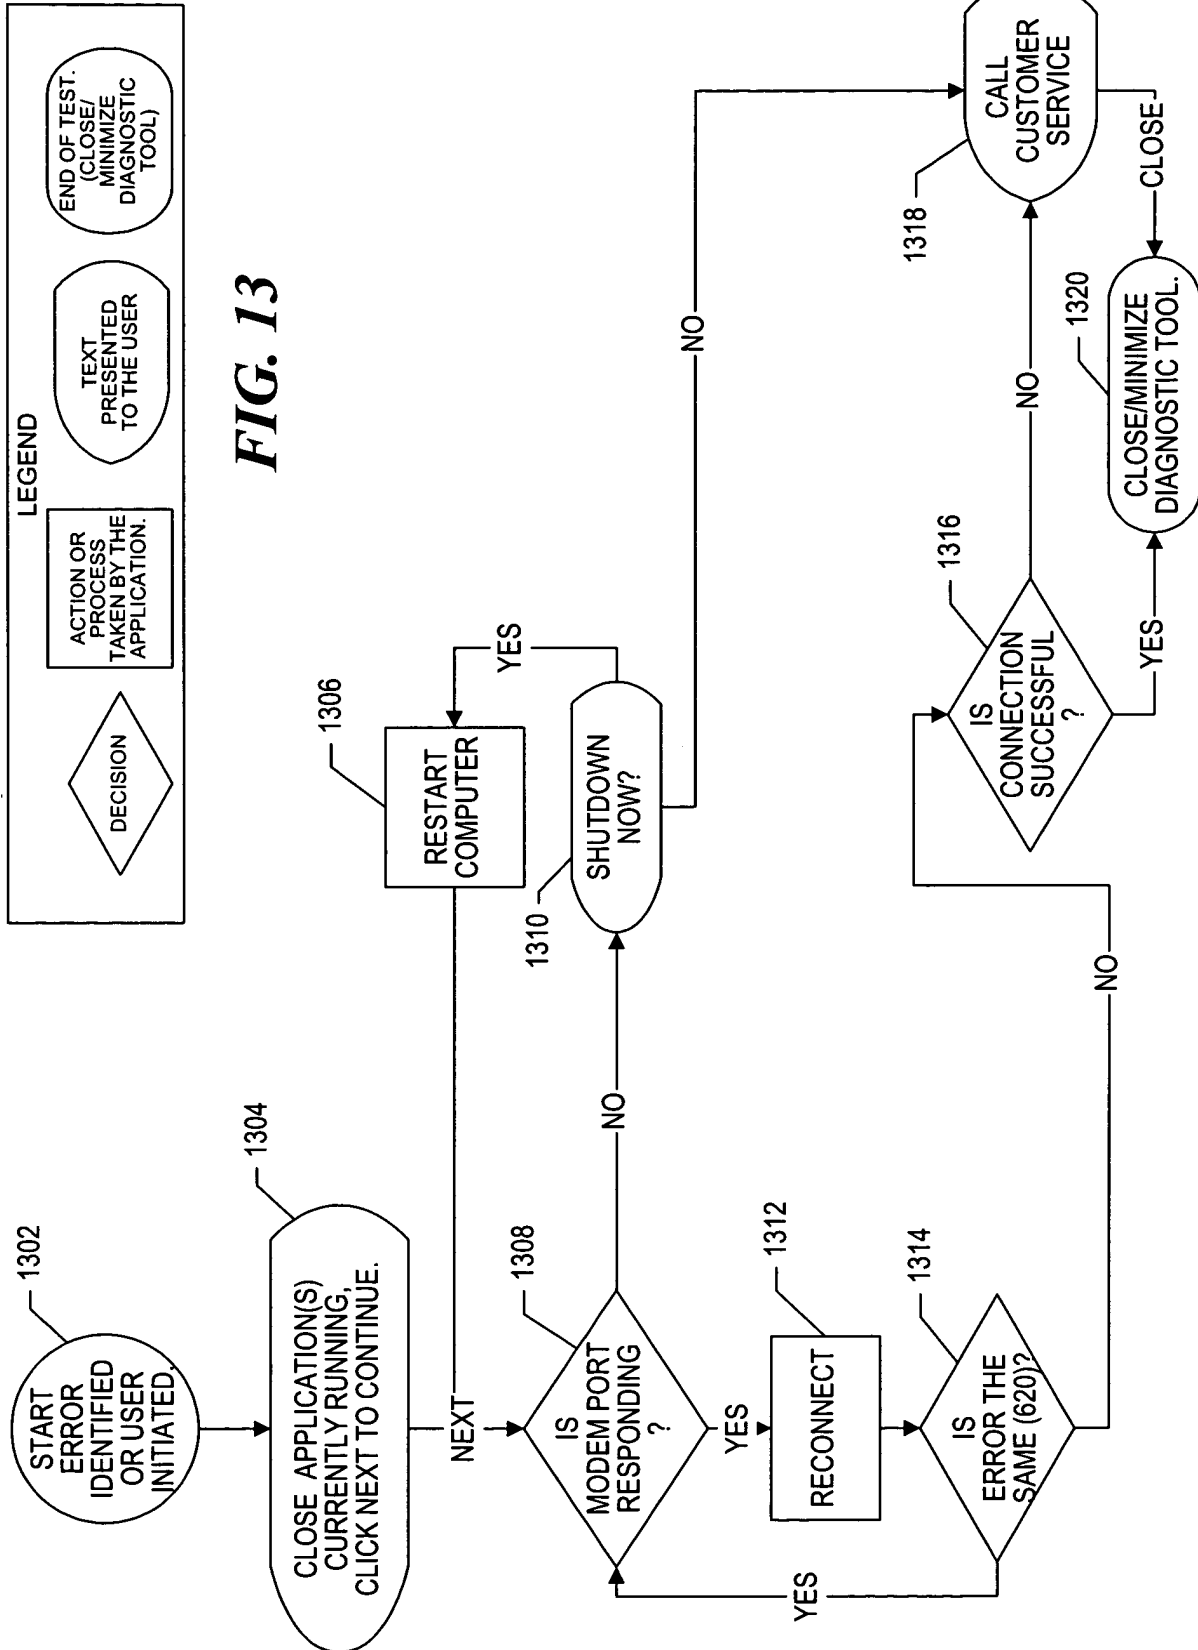 LEGEND
DECISION
ACTION OR
PROCESS
TAKEN BY THE
APPLICATION.
TEXT
PRESENTED
TO THE USER
END OF TEST.
(CLOSE/
MINIMIZE
DIAGNOSTIC
TOOL)
FIG. 13
START
ERROR
IDENTIFIED
OR USER
INITIATED.
1302
CLOSE APPLICATION(S)
CURRENTLY RUNNING,
CLICK NEXT TO CONTINUE.
1304
NEXT
RESTART
COMPUTER
1306
YES
IS
MODEM PORT
RESPONDING
?
1308
NO
SHUTDOWN
NOW?
1310
NO
YES
RECONNECT
1312
IS
ERROR THE
SAME (620)?
1314
YES
NO
IS
CONNECTION
SUCCESSFUL
?
1316
NO
YES
CALL
CUSTOMER
SERVICE
1318
CLOSE
CLOSE/MINIMIZE
DIAGNOSTIC TOOL.
1320